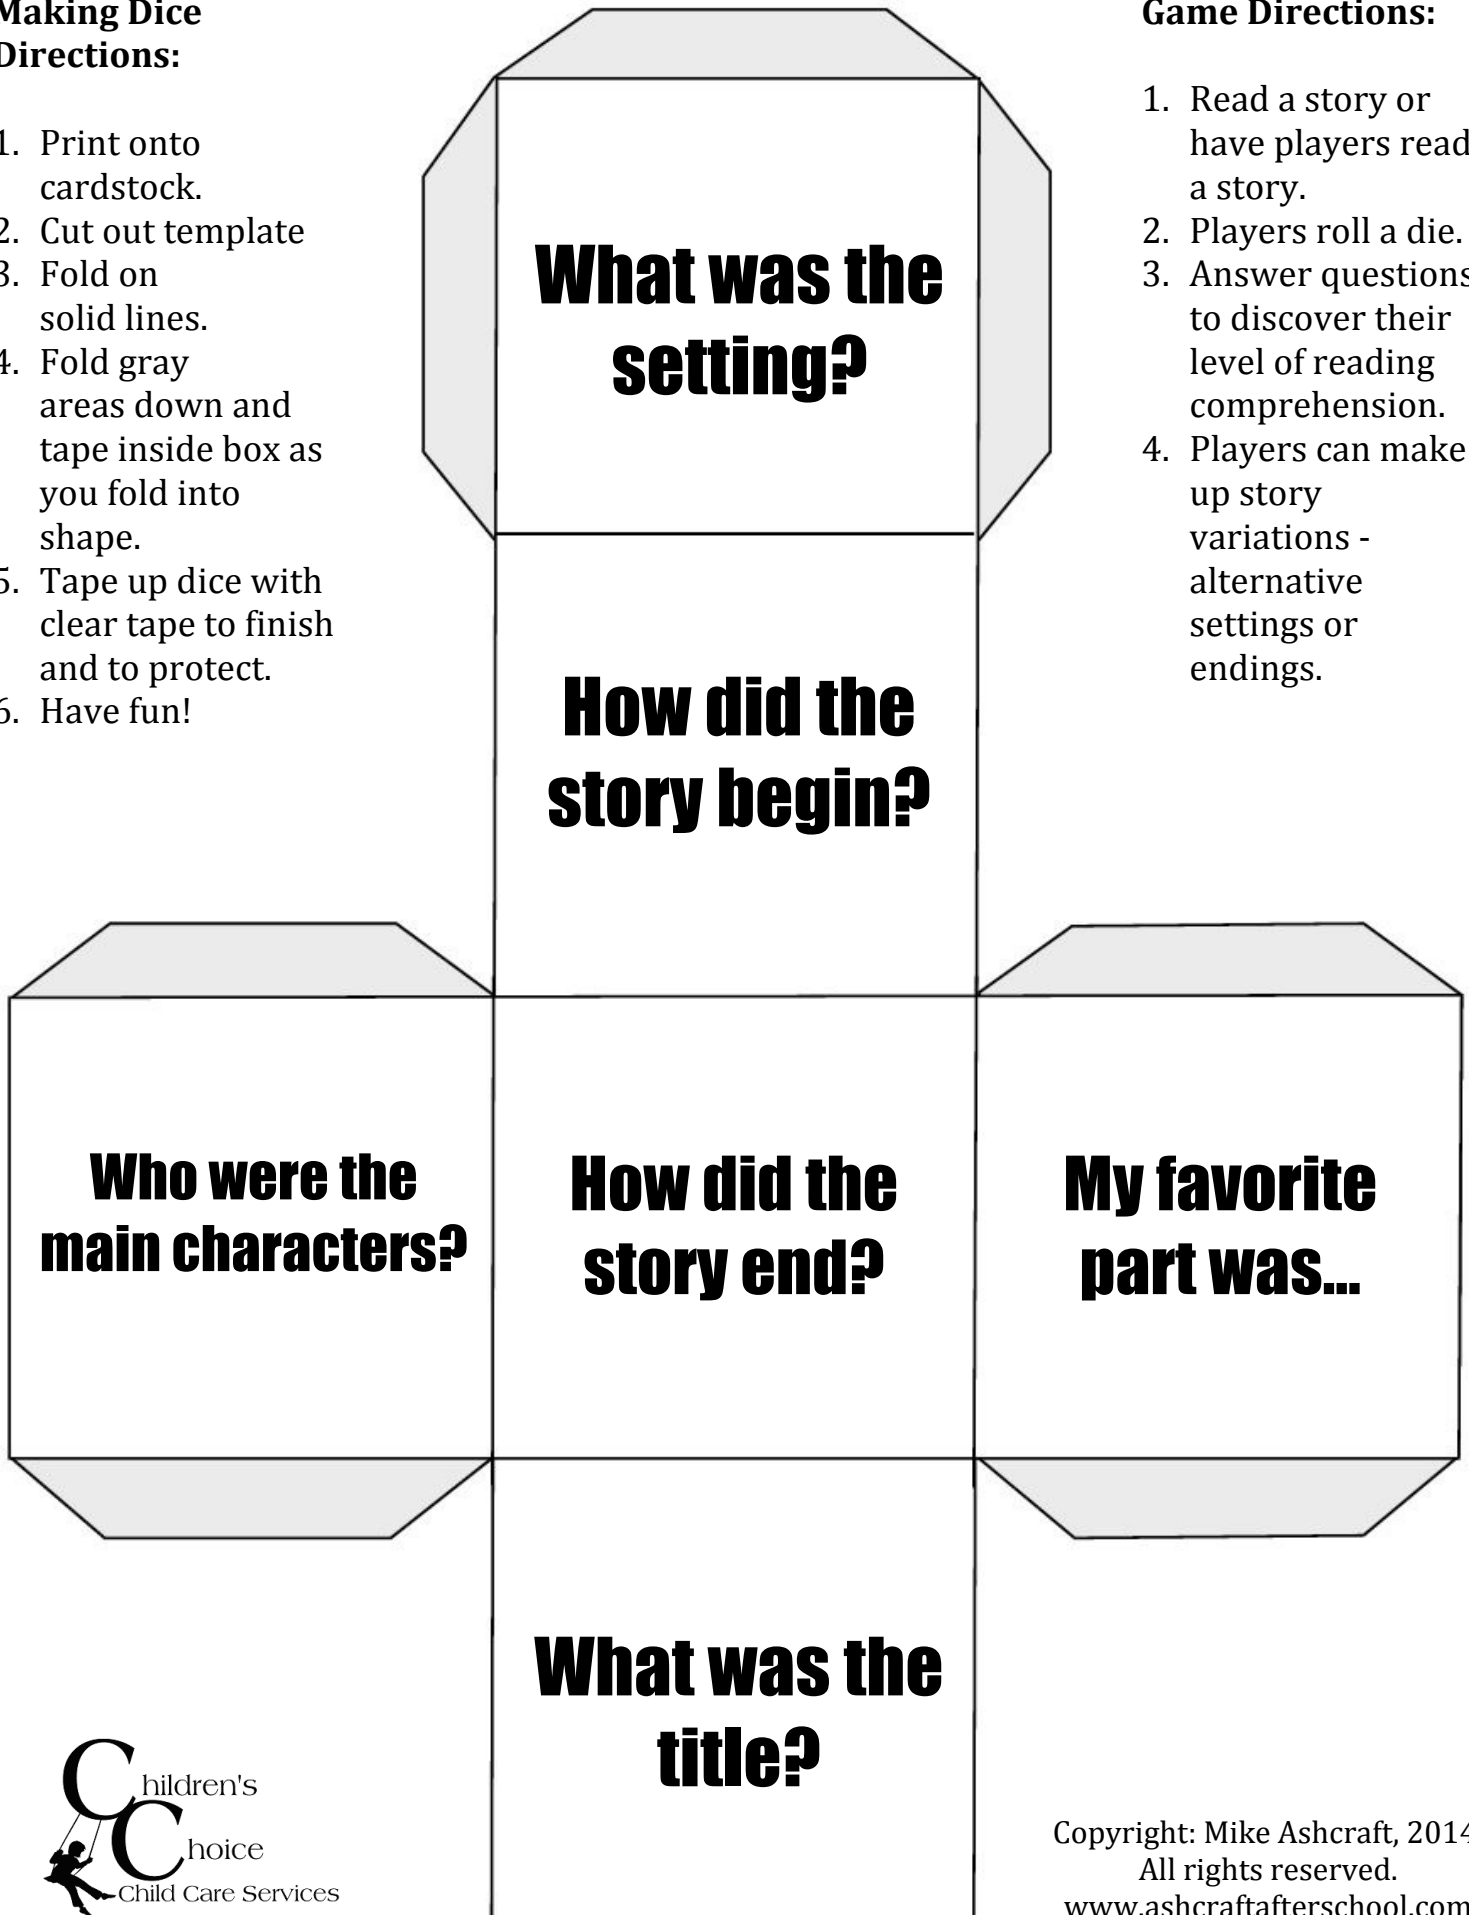 Making Dice
Directions:
1. Print onto
cardstock.
2. Cut out template
3. Fold on
solid lines.
4. Fold gray
areas down and
tape inside box as
you fold into
shape.
5. Tape up dice with
clear tape to finish
and to protect.
6. Have fun!
Game Directions:
1. Read a story or
have players read
a story.
2. Players roll a die.
3. Answer questions
to discover their
level of reading
comprehension.
4. Players can make
up story
variations -
alternative
settings or
endings.
What was the
setting?
How did the
story begin?
Who were the
main characters?
How did the
story end?
My favorite
part was...
What was the
title?
Children's
Choice
Child Care Services
Copyright: Mike Ashcraft, 2014
All rights reserved.
www.ashcraftafterschool.com